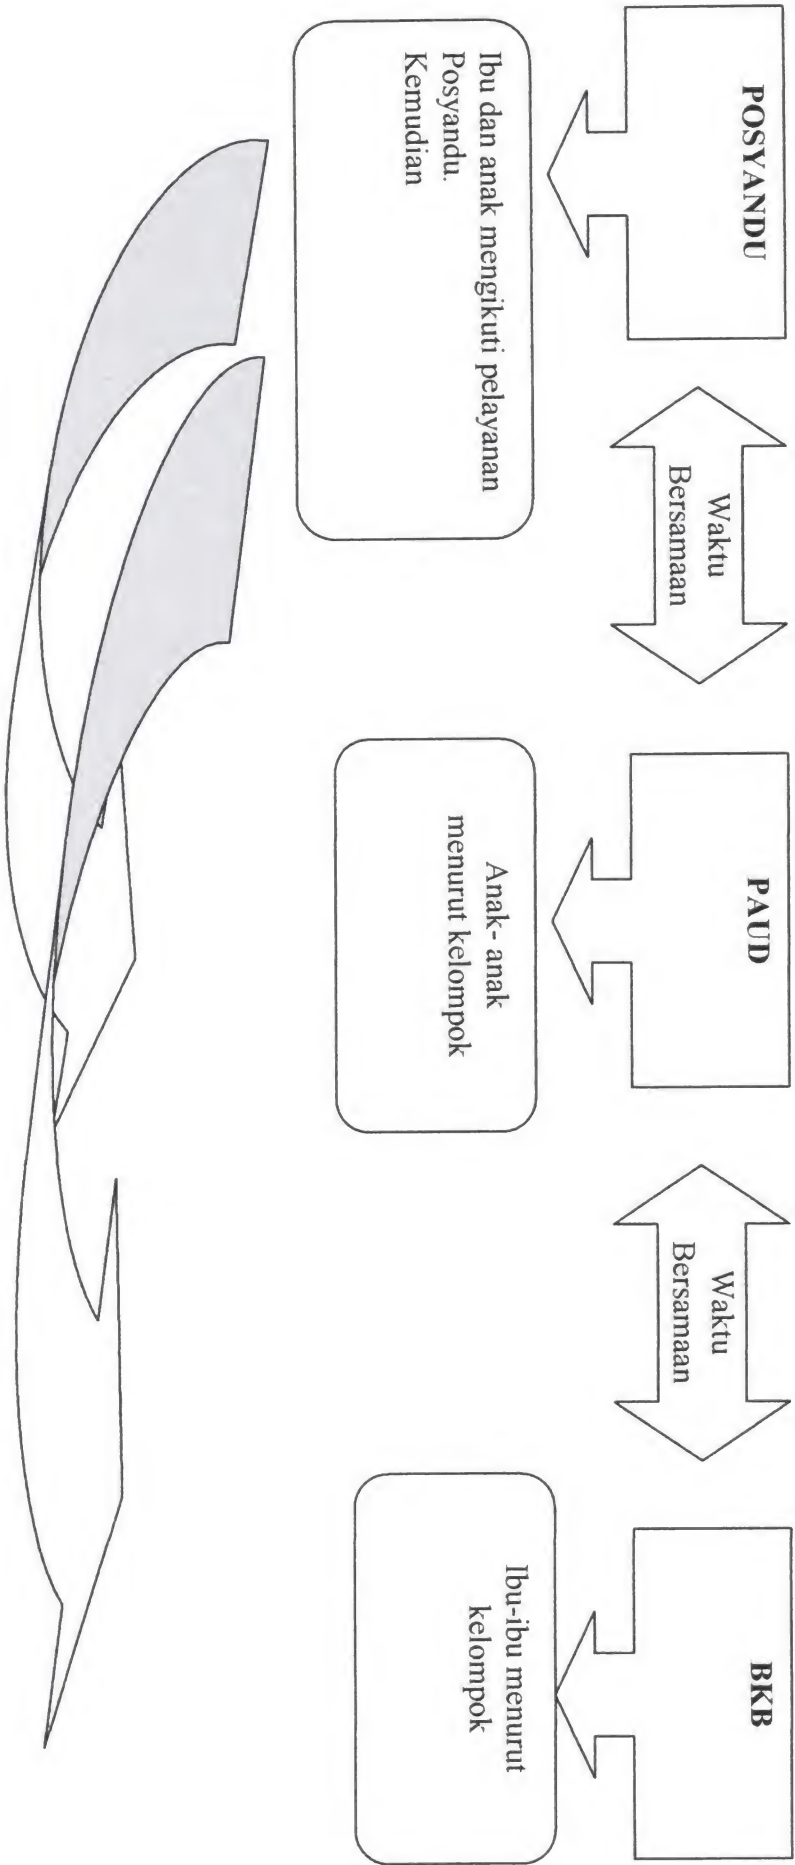 POSYANDU
Waktu
Bersamaan
PAUD
Waktu
Bersamaan
BKB
Ibu dan anak mengikuti pelayanan
Posyandu.
Kemudian
Anak- anak
menurut kelompok
Ibu-ibu menurut
kelompok